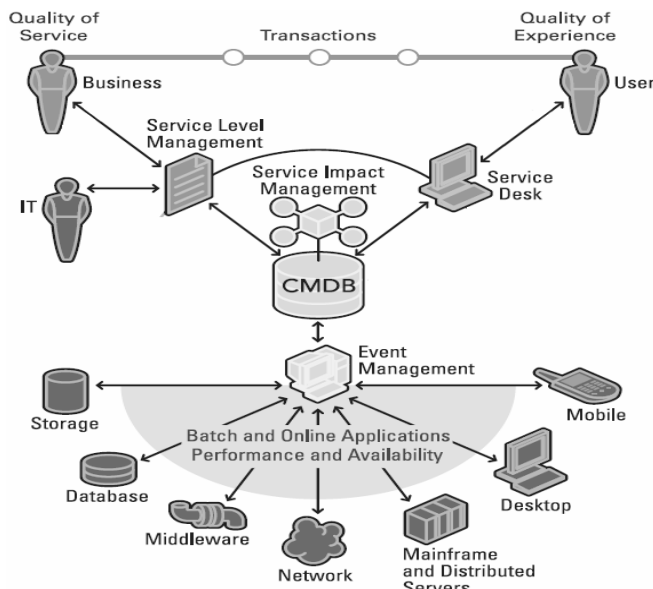 Quality of
Service
Transactions
Quality of
Experience
Business
User
Service Level
Management
Service Impact
Management
Service
Desk
IT
CMDB
Event
Management
Storage
Mobile
Batch and Online Applications
Performance and Availability
Database
Desktop
Middleware
Network
Mainframe
and Distributed
Servers